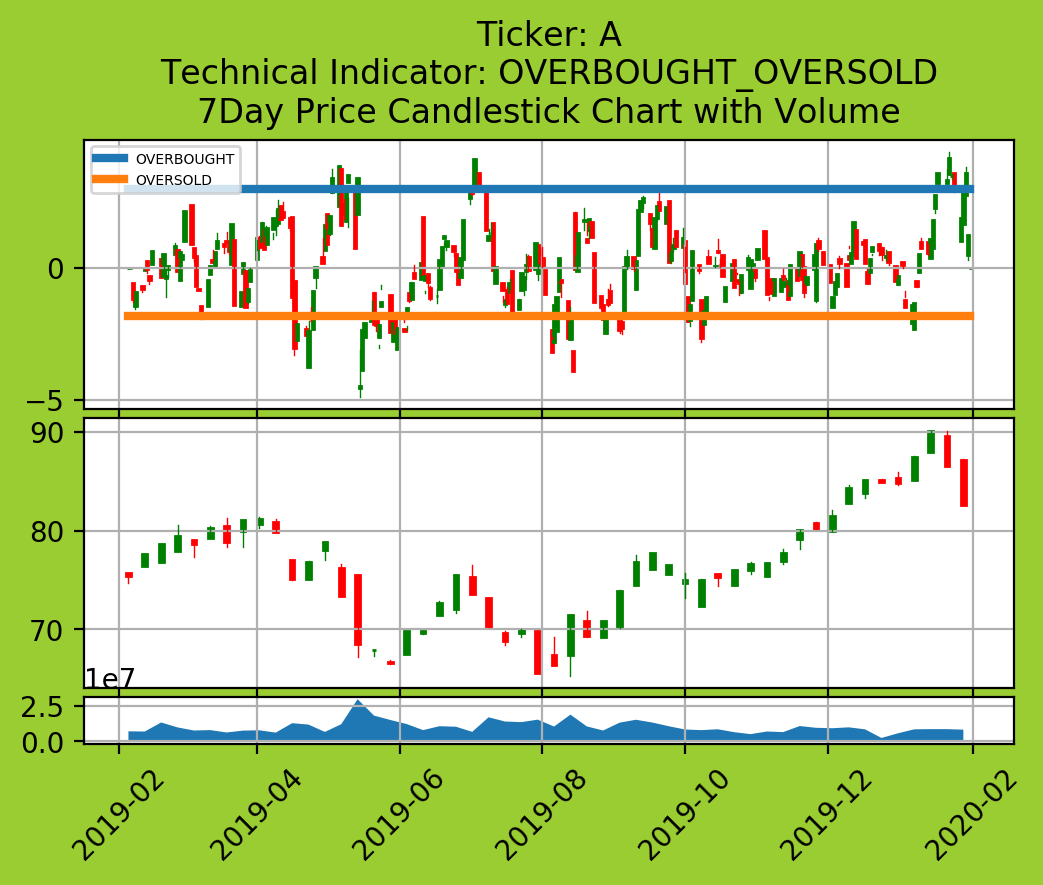 Ticker: A
Technical Indicator: OVERBOUGHT_OVERSOLD
7Day Price Candlestick Chart with Volume
OVERBOUGHT
OVERSOLD
0
−5
90
80
70
1e7
2.5
0.0
2019-02
2019-04
2019-06
2019-08
2019-10
2019-12
2020-02